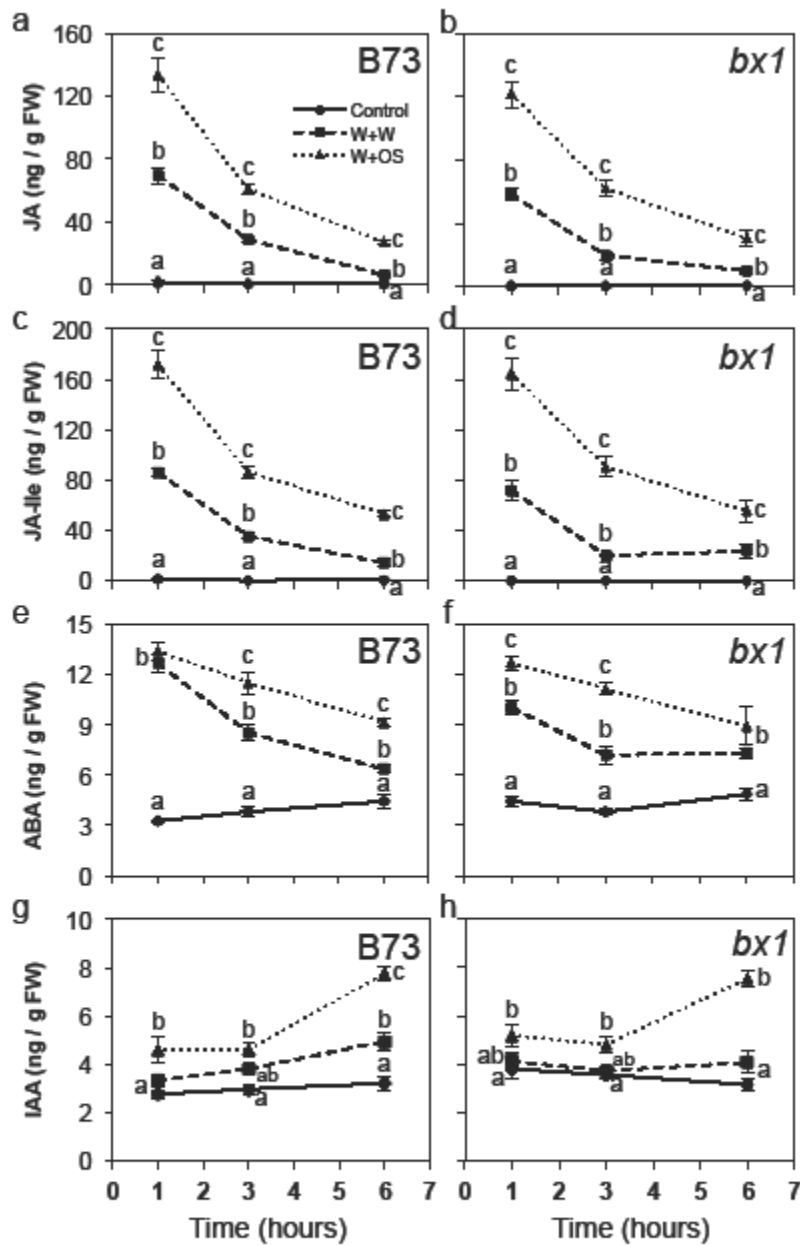 a
b
160
120
80
40
0
JA (ng / g FW)
B73
Control
W+W
W+OS
c
b
a
c
b
a
c
b
a
bx1
c
b
a
c
b
a
c
b
a
c
d
200
160
120
80
40
0
JA-Ile (ng / g FW)
B73
c
b
a
c
b
a
c
b
a
bx1
c
b
a
c
b
a
c
b
a
e
f
15
12
9
6
3
0
ABA (ng / g FW)
B73
b
a
c
b
a
c
b
a
bx1
c
b
a
c
b
a
b
a
g
h
10
8
6
4
2
0
IAA (ng / g FW)
B73
b
a
b
ab
a
c
b
a
bx1
b
ab
a
b
ab
a
b
a
0 1 2 3 4 5 6 7
0 1 2 3 4 5 6 7
Time (hours)
Time (hours)